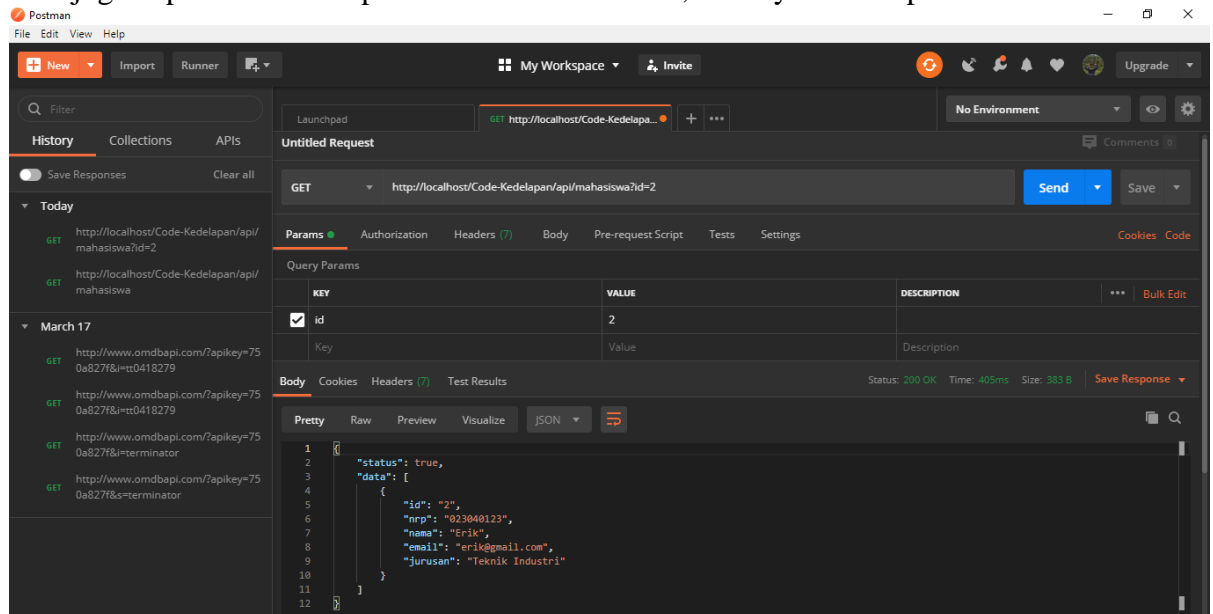 Postman
File Edit View Help
New Import Runner My Workspace Invite Upgrade
Filter
History Collections APIs
Save Responses Clear all
Today
GET http://localhost/Code-Kedelapan/api/
mahasiswa?id=2
GET http://localhost/Code-Kedelapan/api/
mahasiswa
March 17
GET http://www.omdbapi.com/?apikey=75
0a827f&i=tt0418279
GET http://www.omdbapi.com/?apikey=75
0a827f&i=tt0418279
GET http://www.omdbapi.com/?apikey=75
0a827f&i=terminator
GET http://www.omdbapi.com/?apikey=75
0a827f&s=terminator
Launchpad GET http://localhost/Code-Kedelapa... + ••• No Environment
Untitled Request Comments 0
GET http://localhost/Code-Kedelapan/api/mahasiswa?id=2 Send Save
Params Authorization Headers (7) Body Pre-request Script Tests Settings Cookies Code
Query Params
KEY VALUE DESCRIPTION ••• Bulk Edit
id 2
Key Value Description
Body Cookies Headers (7) Test Results Status: 200 OK Time: 405ms Size: 383 B Save Response
Pretty Raw Preview Visualize JSON
1 {
2 "status": true,
3 "data": [
4 {
5 "id": "2",
6 "nrp": "023040123",
7 "nama": "Erik",
8 "email": "erik@gmail.com",
9 "jurusan": "Teknik Industri"
10 }
11 ]
12 }